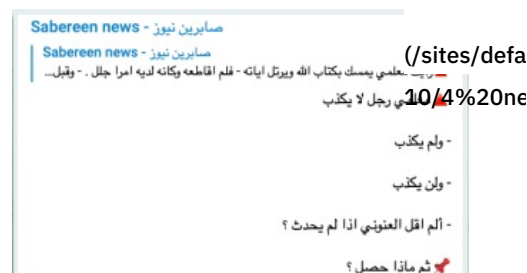 صابرين نيوز - Sabereen news
صابرين نيوز - Sabereen news
معلمي يمسك بكتاب الله ويرتل اياته - فلم اقاطعه وكانه لديه امرا جلل . - وقبل...
(/sites/defa
ي رجل لا يكذب
10/4%20ne
- ولم يكذب
- ولن يكذب
- ألم اقل العنوني اذا لم يحدث ؟
📌 ثم ماذا حصل ؟